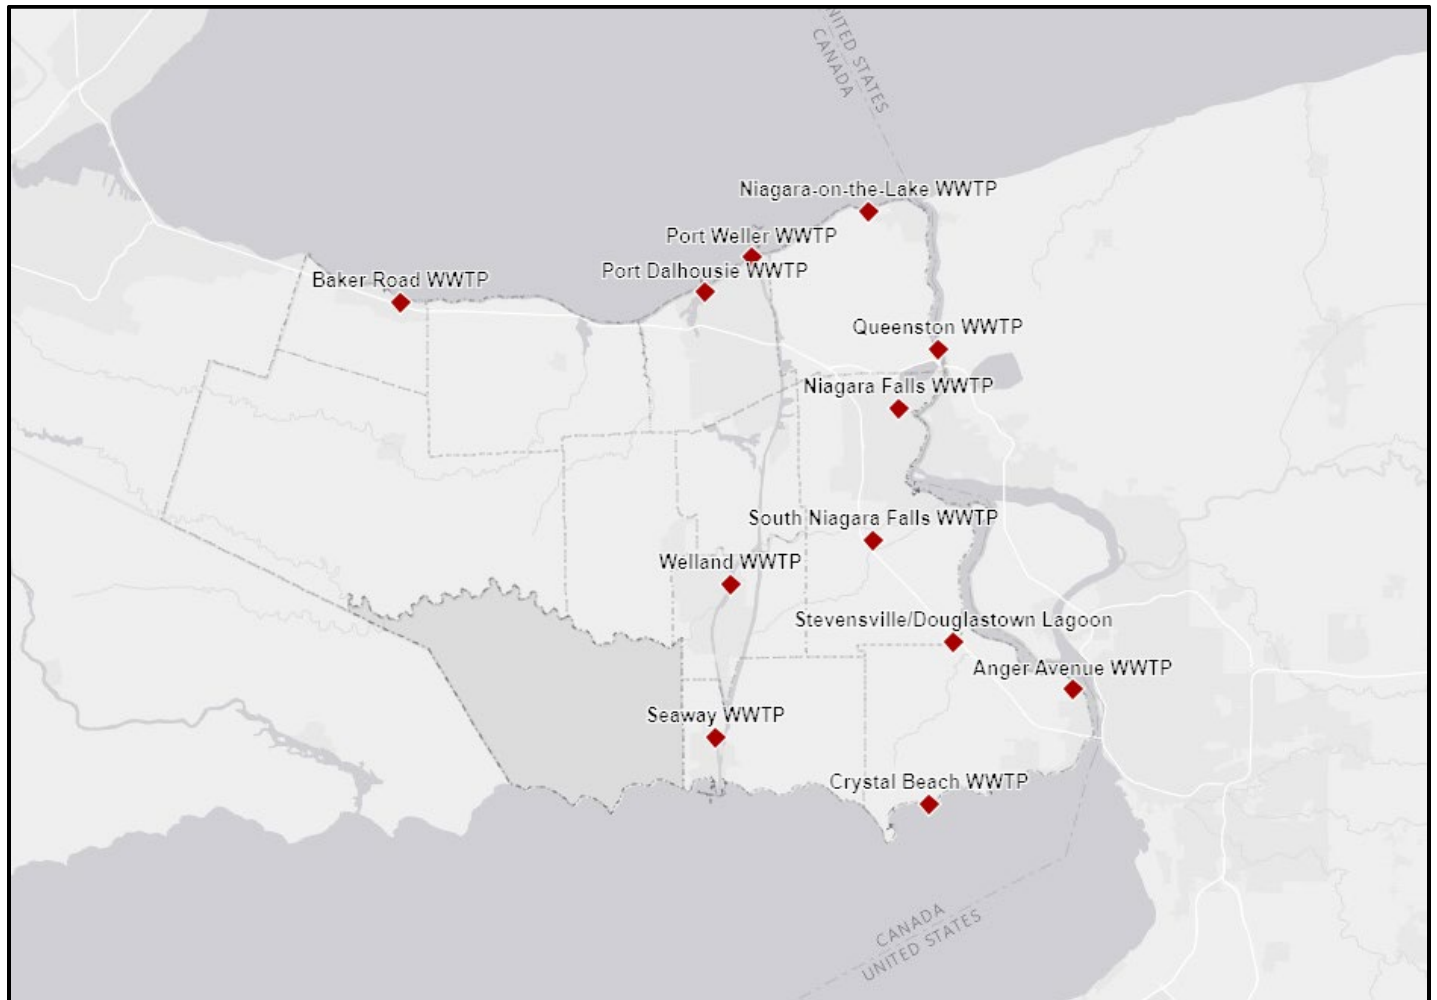 UNITED STATES
CANADA
Niagara-on-the-Lake WWTP
Port Weller WWTP
Port Dalhousie WWTP
Baker Road WWTP
Queenston WWTP
Niagara Falls WWTP
South Niagara Falls WWTP
Welland WWTP
Stevensville/Douglastown Lagoon
Anger Avenue WWTP
Seaway WWTP
Crystal Beach WWTP
CANADA
UNITED STATES